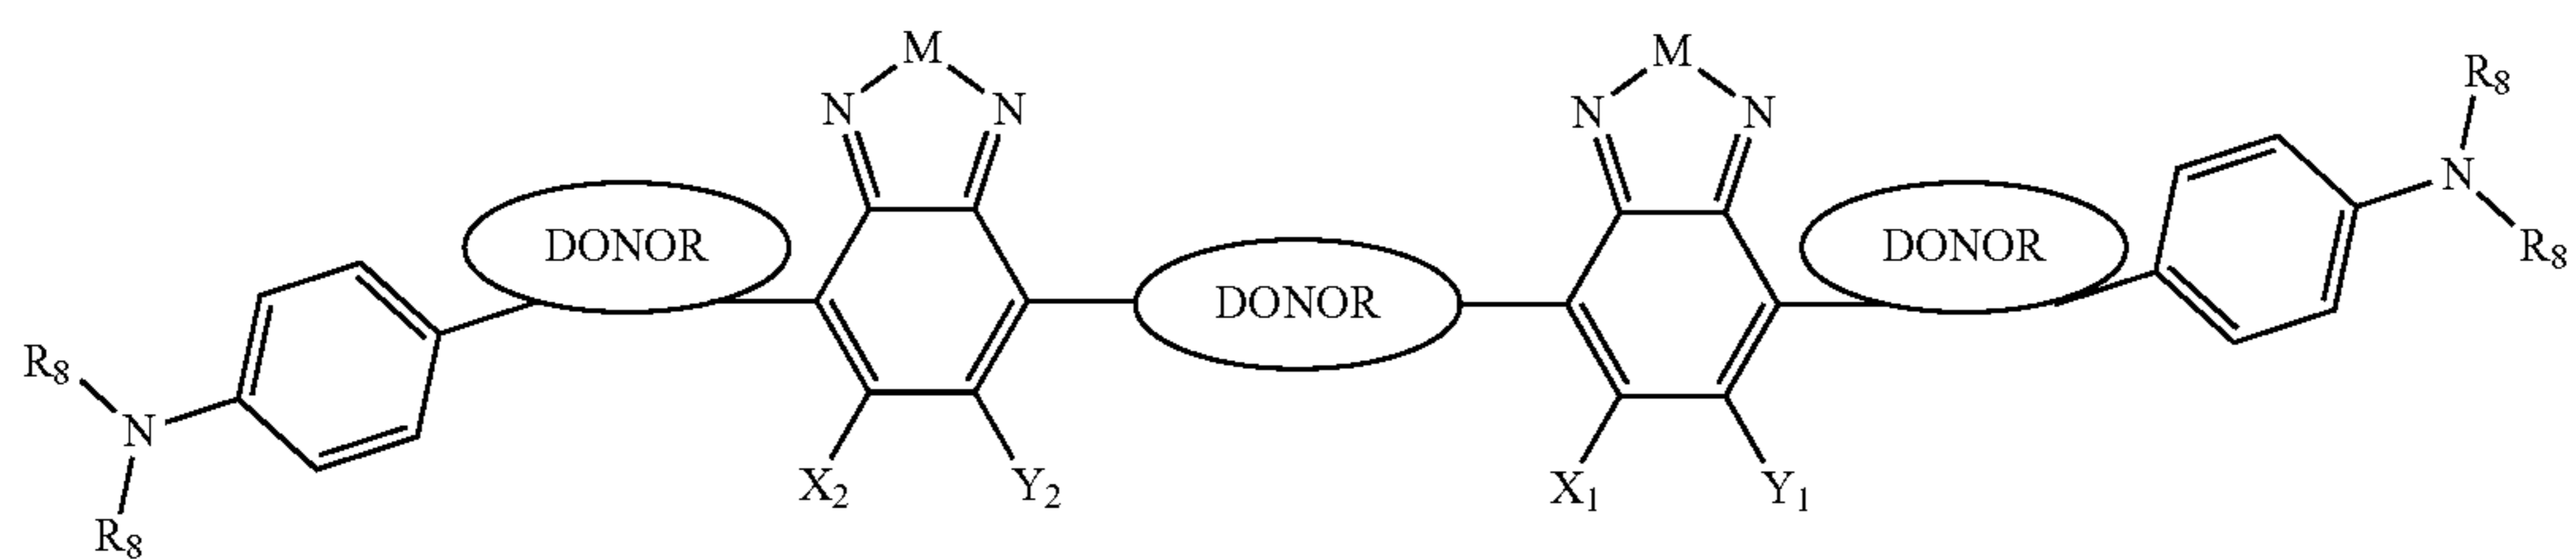 M M
N N N N
R₈
N
R₈
DONOR DONOR DONOR
R₈
N
R₈
X₂ Y₂ X₁ Y₁